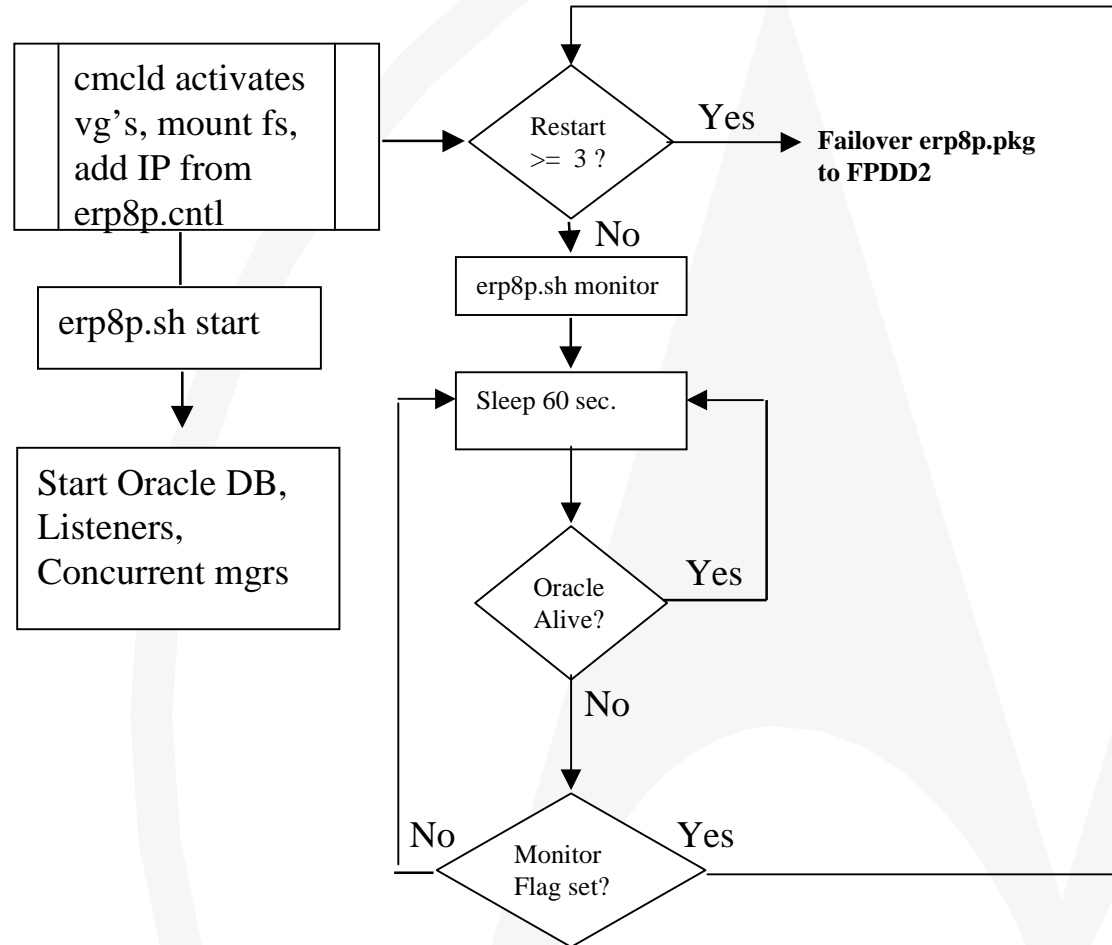 cmcld activates
vg's, mount fs,
add IP from
erp8p.cntl
erp8p.sh start
Start Oracle DB,
Listeners,
Concurrent mgrs
Restart
>= 3 ?
Yes
Failover erp8p.pkg
to FPDD2
No
erp8p.sh monitor
Sleep 60 sec.
Oracle
Alive?
Yes
No
Monitor
Flag set?
No
Yes